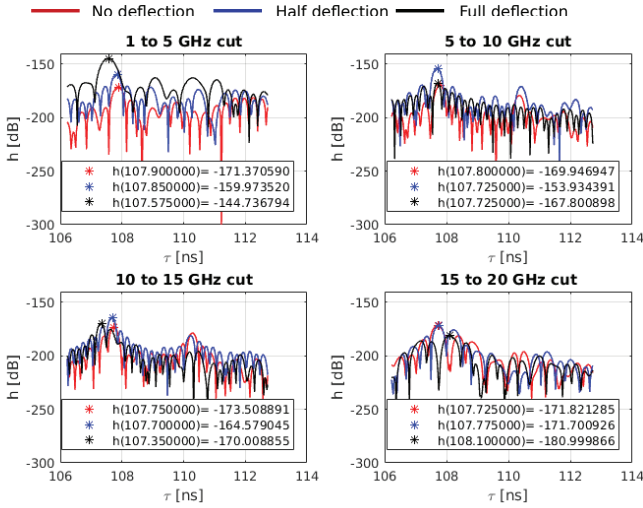 No deflection Half deflection Full deflection
1 to 5 GHz cut
-150
-200
-250
-300
h [dB]
h(107.900000)= -171.370590
h(107.850000)= -159.973520
h(107.575000)= -144.736794
106 108 110 112 114
τ [ns]
5 to 10 GHz cut
-150
-200
-250
-300
h [dB]
h(107.800000)= -169.946947
h(107.725000)= -153.934391
h(107.725000)= -167.800898
106 108 110 112 114
τ [ns]
10 to 15 GHz cut
-150
-200
-250
-300
h [dB]
h(107.750000)= -173.508891
h(107.700000)= -164.579045
h(107.350000)= -170.008855
106 108 110 112 114
τ [ns]
15 to 20 GHz cut
-150
-200
-250
-300
h [dB]
h(107.725000)= -171.821285
h(107.775000)= -171.700926
h(108.100000)= -180.999866
106 108 110 112 114
τ [ns]